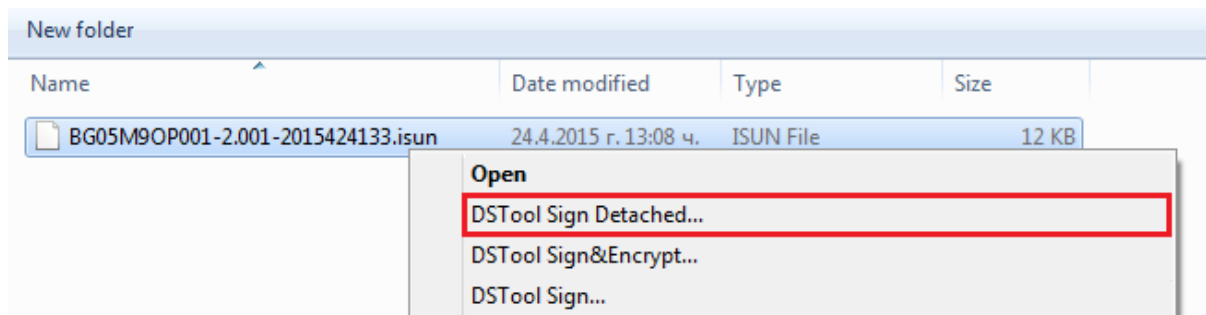 New folder
Name Date modified Type Size
BG05M9OP001-2.001-2015424133.isun 24.4.2015 г. 13:08 ч. ISUN File 12 KB
Open
DSTool Sign Detached...
DSTool Sign&Encrypt...
DSTool Sign...